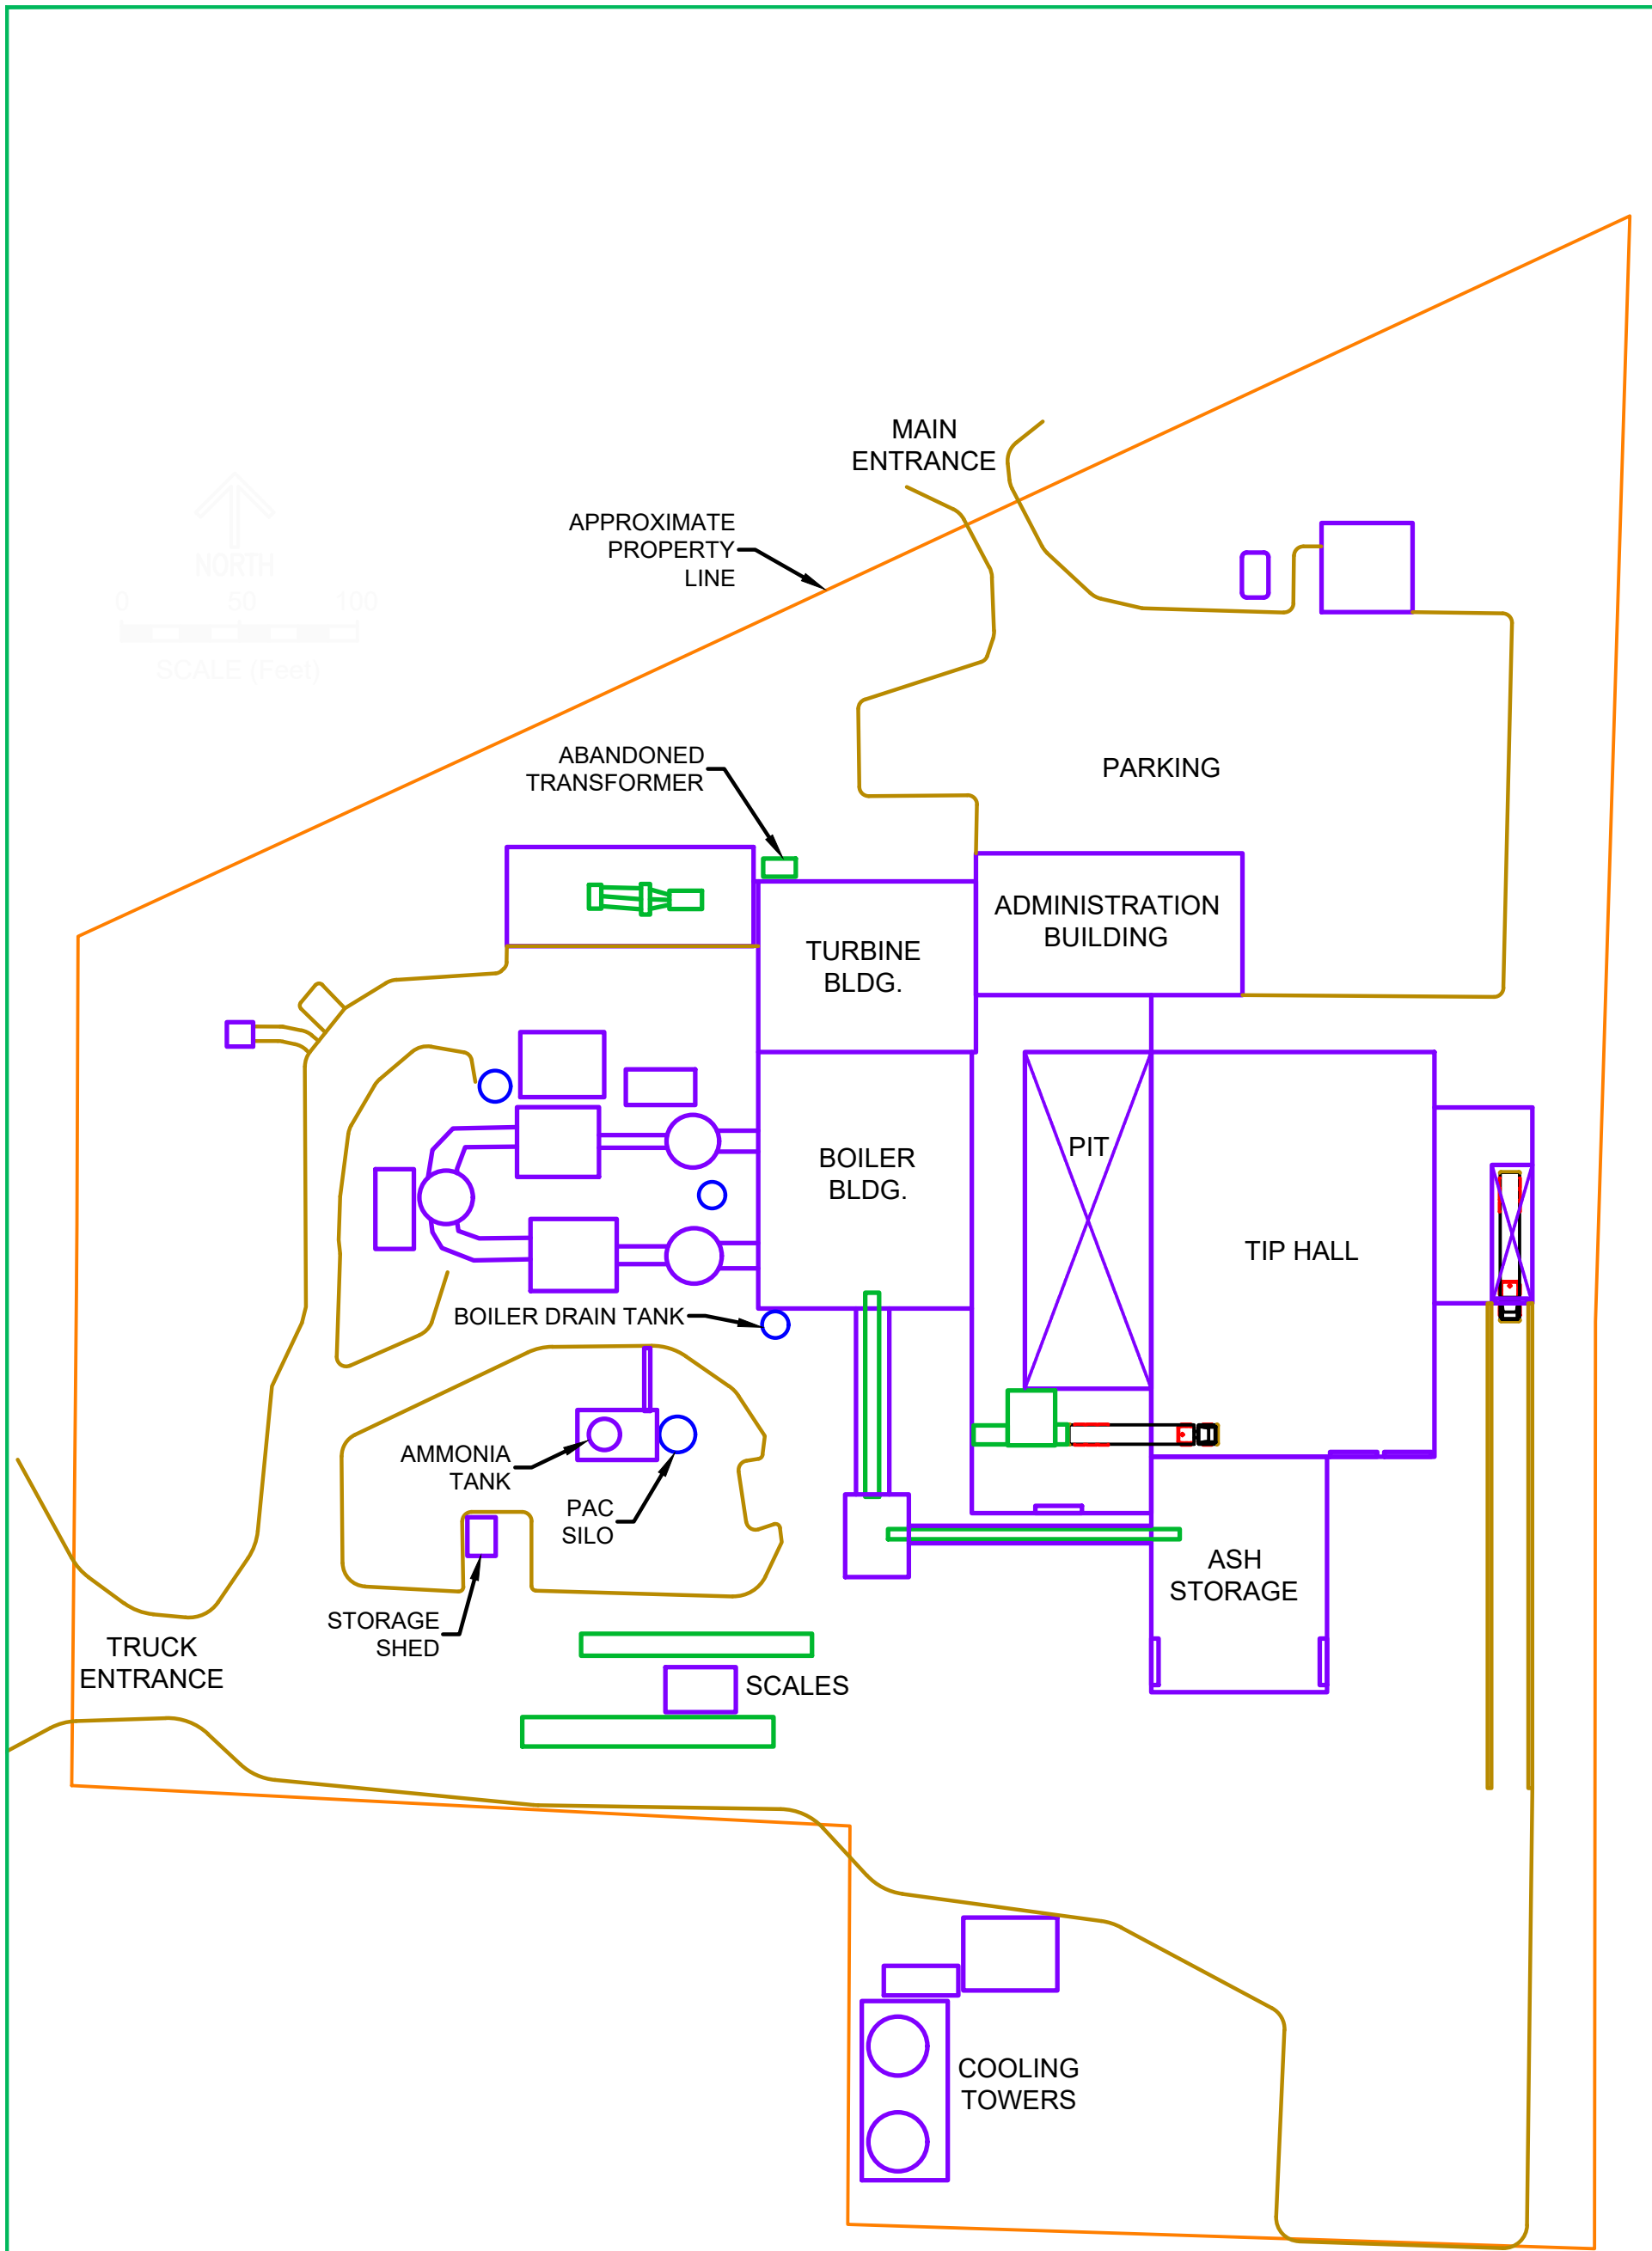 MAIN
ENTRANCE
APPROXIMATE
PROPERTY
LINE
NORTH
0 50 100
SCALE (Feet)
ABANDONED
TRANSFORMER
PARKING
ADMINISTRATION
BUILDING
TURBINE
BLDG.
PIT
BOILER
BLDG.
TIP HALL
BOILER DRAIN TANK
AMMONIA
TANK
PAC
SILO
ASH
STORAGE
STORAGE
SHED
TRUCK
ENTRANCE
SCALES
COOLING
TOWERS